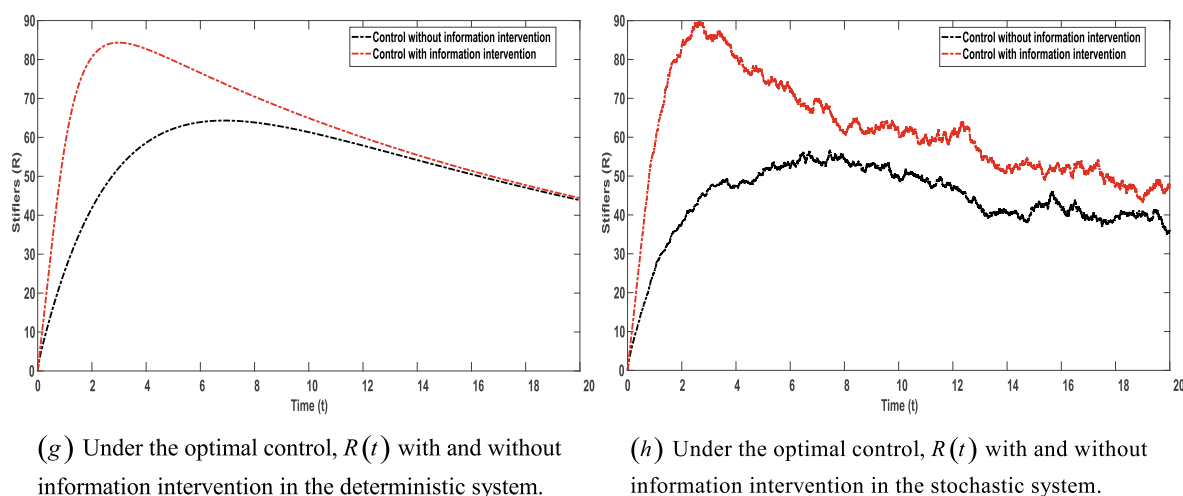 90
80
70
60
50
40
30
20
10
0
Stiflers (R)
0 2 4 6 8 10 12 14 16 18 20
Time (t)
Control without information intervention
Control with information intervention
(g) Under the optimal control, R(t) with and without
information intervention in the deterministic system.
90
80
70
60
50
40
30
20
10
0
Stiflers (R)
0 2 4 6 8 10 12 14 16 18 20
Time (t)
Control without information intervention
Control with information intervention
(h) Under the optimal control, R(t) with and without
information intervention in the stochastic system.